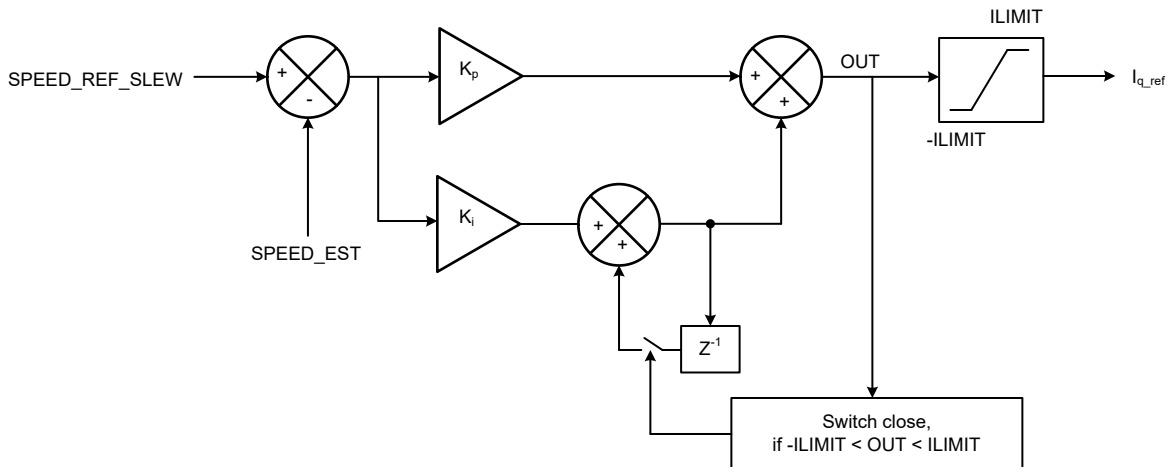 ILIMIT
SPEED_REF_SLEW
+
-
Kp
+
+
OUT
-ILIMIT
Iq_ref
SPEED_EST
Ki
+
+
Z-1
Switch close,
if -ILIMIT < OUT < ILIMIT